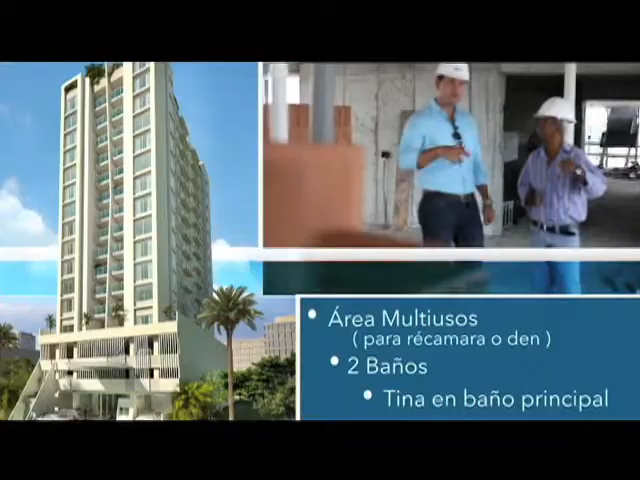 • Área Multiusos
( para récamara o den )
• 2 Baños
• Tina en baño principal